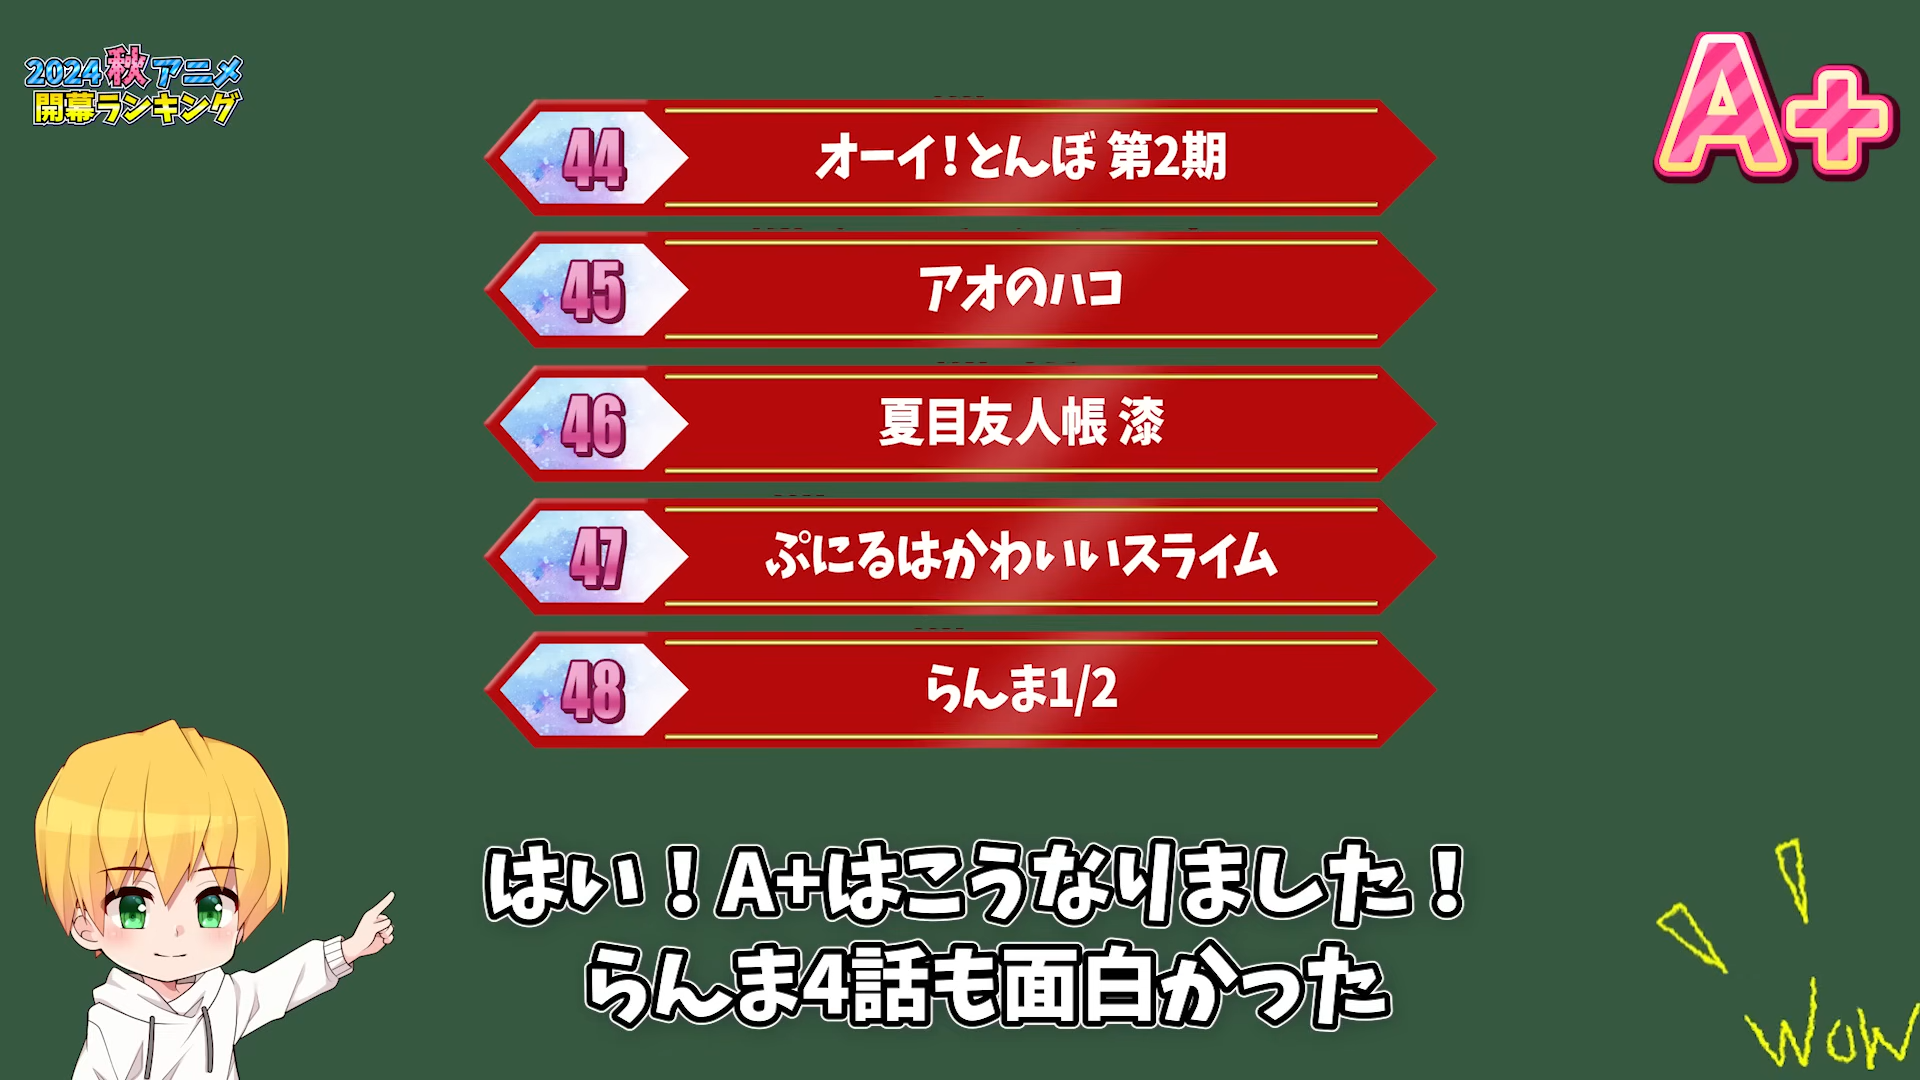 2024秋アニメ
開幕ランキング
A+
44 オーイ!とんぼ 第2期
45 アオのハコ
46 夏目友人帳 漆
47 ぷにるはかわいいスライム
48 らんま1/2
はい!A+はこうなりました!
らんま4話も面白かった
WOW